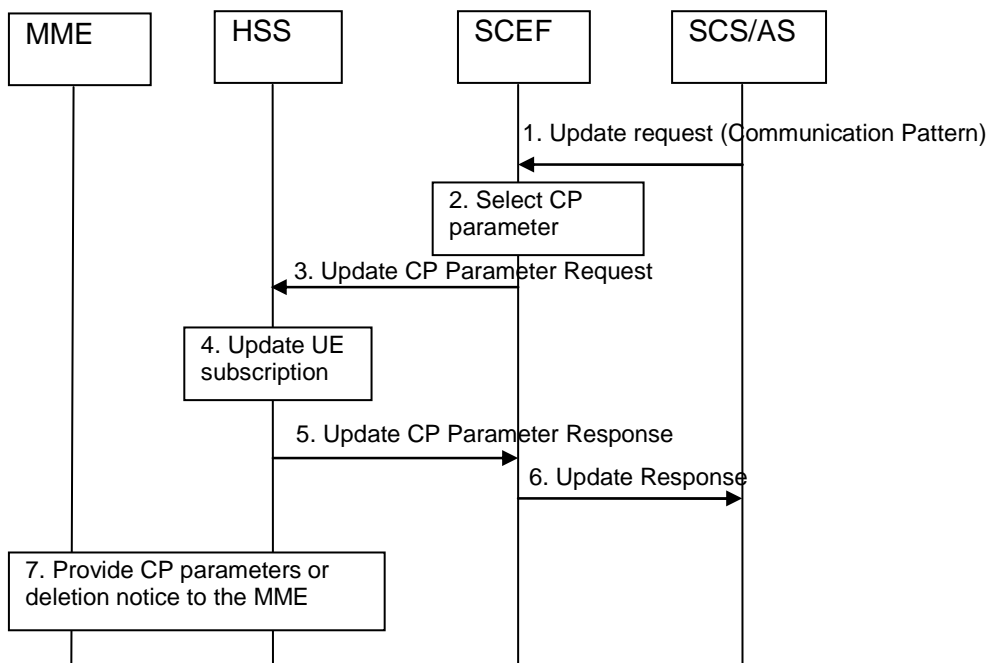 MME
HSS
SCEF
SCS/AS
1. Update request (Communication Pattern)
2. Select CP
parameter
3. Update CP Parameter Request
4. Update UE
subscription
5. Update CP Parameter Response
6. Update Response
7. Provide CP parameters or
deletion notice to the MME